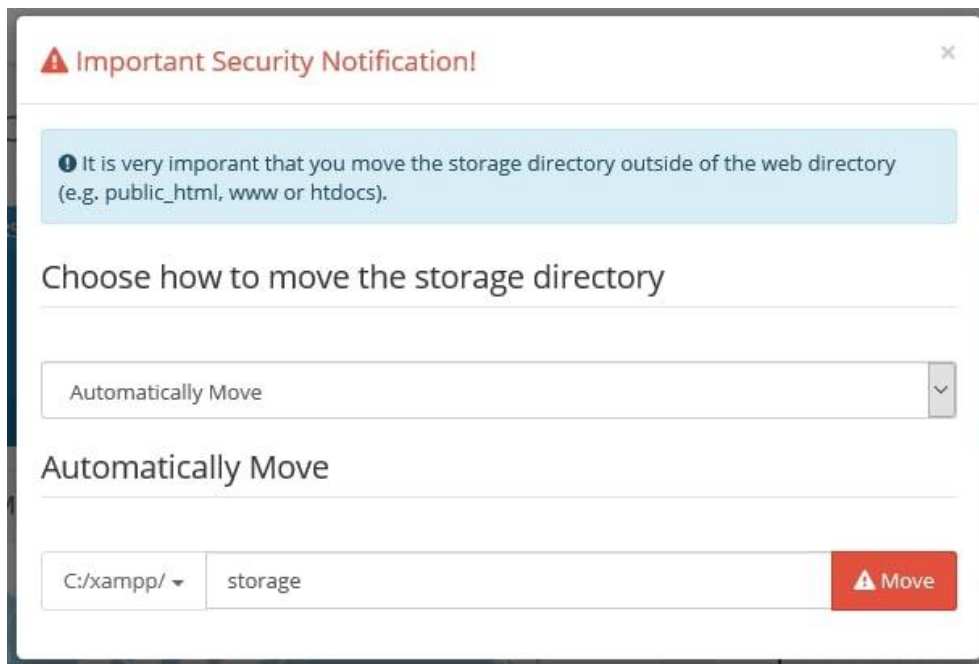 Important Security Notification!
×
It is very imporant that you move the storage directory outside of the web directory
(e.g. public_html, www or htdocs).
Choose how to move the storage directory
Automatically Move
Automatically Move
C:/xampp/ storage Move